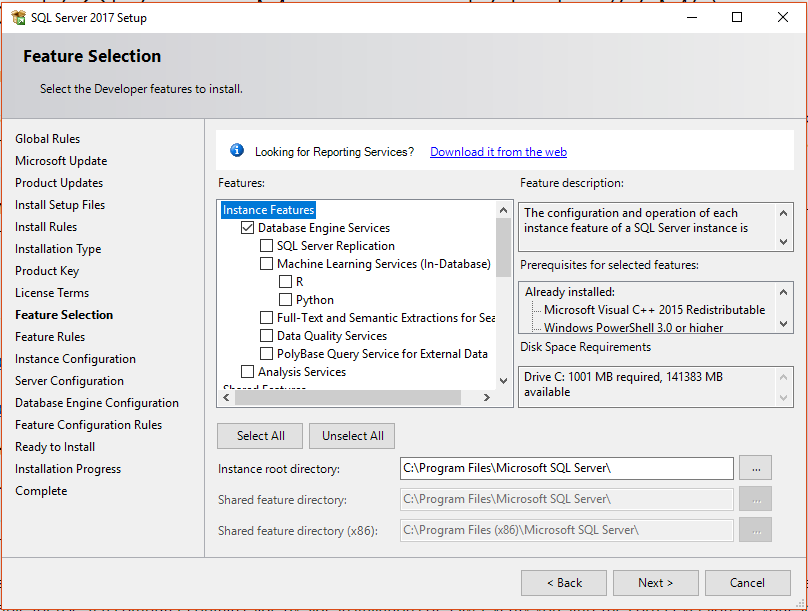 SQL Server 2017 Setup
Feature Selection
Select the Developer features to install.
Global Rules
Microsoft Update
Product Updates
Install Setup Files
Install Rules
Installation Type
Product Key
License Terms
Feature Selection
Feature Rules
Instance Configuration
Server Configuration
Database Engine Configuration
Feature Configuration Rules
Ready to Install
Installation Progress
Complete
Looking for Reporting Services? Download it from the web
Features:
Instance Features
Database Engine Services
SQL Server Replication
Machine Learning Services (In-Database)
R
Python
Full-Text and Semantic Extractions for Sea
Data Quality Services
PolyBase Query Service for External Data
Analysis Services
Shared Features
Feature description:
The configuration and operation of each
instance feature of a SQL Server instance is
Prerequisites for selected features:
Already installed:
Microsoft Visual C++ 2015 Redistributable
Windows PowerShell 3.0 or higher
Disk Space Requirements
Drive C: 1001 MB required, 141383 MB
available
Select All
Unselect All
Instance root directory: C:\Program Files\Microsoft SQL Server\ ...
Shared feature directory: C:\Program Files\Microsoft SQL Server\ ...
Shared feature directory (x86): C:\Program Files (x86)\Microsoft SQL Server\ ...
< Back
Next >
Cancel